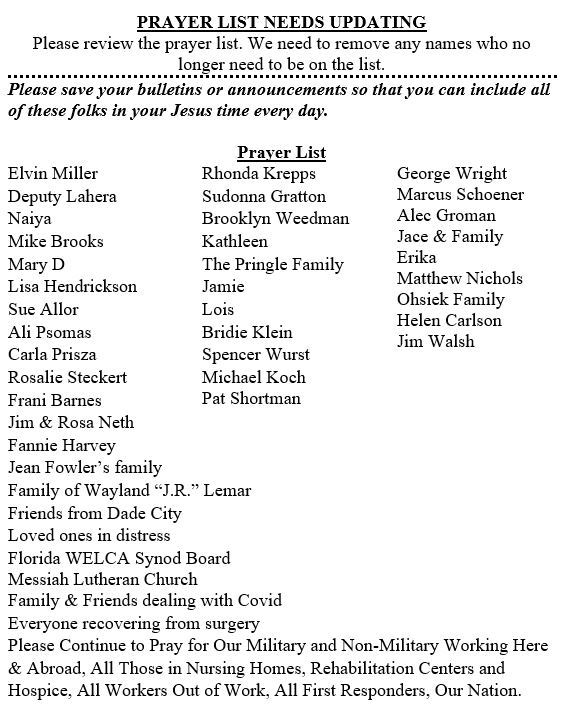 PRAYER LIST NEEDS UPDATING
Please review the prayer list. We need to remove any names who no
longer need to be on the list.
Please save your bulletins or announcements so that you can include all
of these folks in your Jesus time every day.
Prayer List
Elvin Miller
Deputy Lahera
Naiya
Mike Brooks
Mary D
Lisa Hendrickson
Sue Allor
Ali Psomas
Carla Prisza
Rosalie Steckert
Frani Barnes
Jim & Rosa Neth
Fannie Harvey
Jean Fowler’s family
Family of Wayland “J.R.” Lemar
Friends from Dade City
Loved ones in distress
Florida WELCA Synod Board
Messiah Lutheran Church
Family & Friends dealing with Covid
Everyone recovering from surgery
Rhonda Krepps
Sudonna Gratton
Brooklyn Weedman
Kathleen
The Pringle Family
Jamie
Lois
Bridie Klein
Spencer Wurst
Michael Koch
Pat Shortman
George Wright
Marcus Schoener
Alec Groman
Jace & Family
Erika
Matthew Nichols
Ohsiek Family
Helen Carlson
Jim Walsh
Please Continue to Pray for Our Military and Non-Military Working Here
& Abroad, All Those in Nursing Homes, Rehabilitation Centers and
Hospice, All Workers Out of Work, All First Responders, Our Nation.